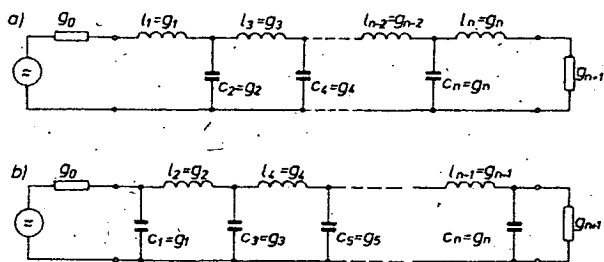 a) g₀ l₁=g₁ l₃=g₃ lₙ₋₂=gₙ₋₂ lₙ=gₙ
≈ c₂=g₂ c₄=g₄ cₙ=gₙ gₙ₊₁
b) g₀ l₂=g₂ l₄=g₄ lₙ₋₁=gₙ₋₁
≈ c₁=g₁ c₃=g₃ c₅=g₅ cₙ=gₙ gₙ₊₁